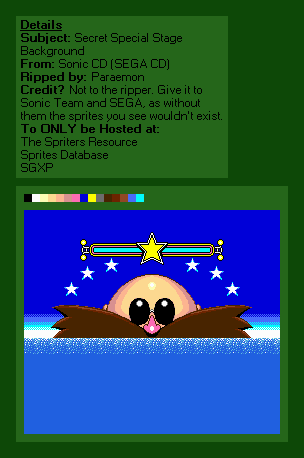 Details
Subject: Secret Special Stage
Background
From: Sonic CD (SEGA CD)
Ripped by: Paraemon
Credit? Not to the ripper. Give it to
Sonic Team and SEGA, as without
them the sprites you see wouldn't exist.
To ONLY be Hosted at:
The Spriters Resource
Sprites Database
SGXP